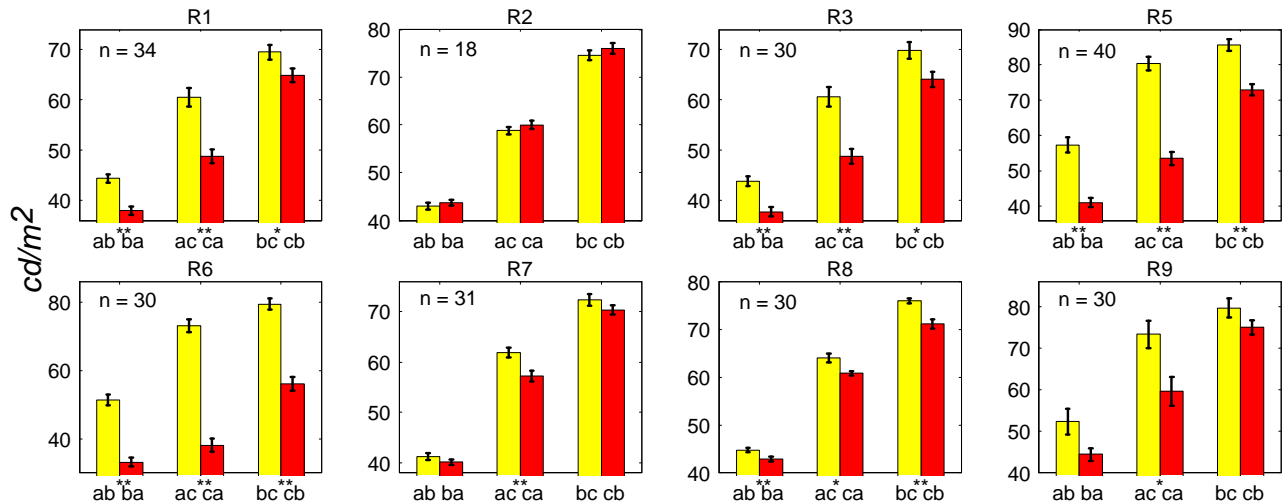 cd/m2
R1
n = 34
70
60
50
40
ab ba
**
ac ca
**
bc cb
*
R2
n = 18
80
70
60
50
40
ab ba
ac ca
bc cb
R3
n = 30
70
60
50
40
ab ba
**
ac ca
**
bc cb
*
R5
n = 40
90
80
70
60
50
40
ab ba
**
ac ca
**
bc cb
**
R6
n = 30
80
60
40
ab ba
**
ac ca
**
bc cb
**
R7
n = 31
70
60
50
40
ab ba
ac ca
**
bc cb
R8
n = 30
80
70
60
50
40
ab ba
**
ac ca
*
bc cb
**
R9
n = 30
80
70
60
50
40
ab ba
ac ca
*
bc cb